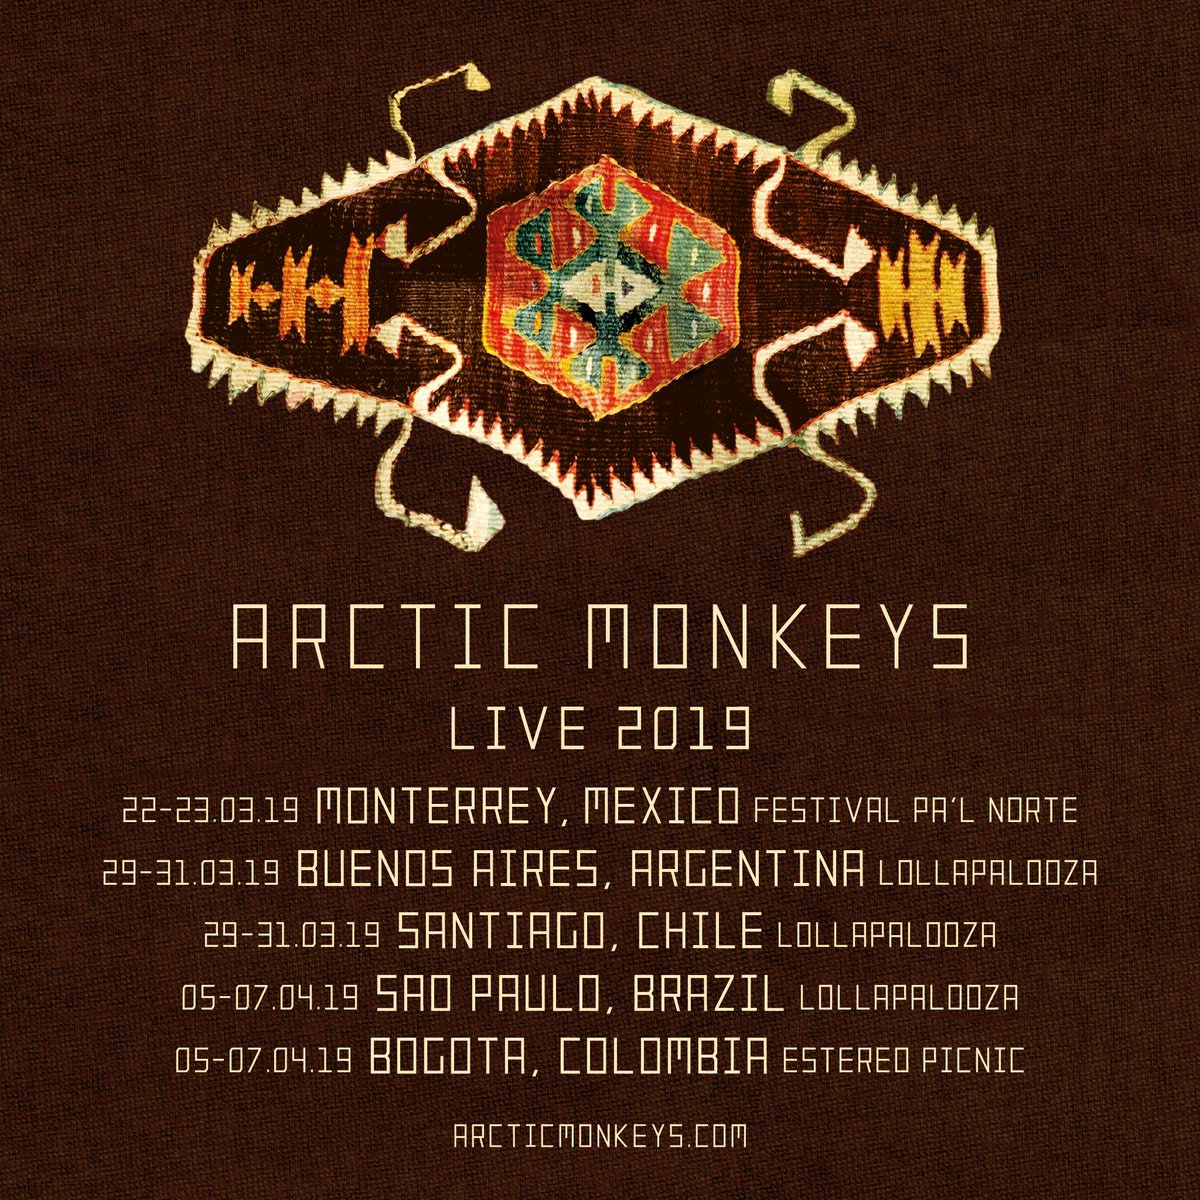 ARCTIC MONKEYS
LIVE 2019
22-23.03.19 MONTERREY, MEXICO FESTIVAL PA'L NORTE
29-31.03.19 BUENOS AIRES, ARGENTINA LOLLAPALOOZA
29-31.03.19 SANTIAGO, CHILE LOLLAPALOOZA
05-07.04.19 SAO PAULO, BRAZIL LOLLAPALOOZA
05-07.04.19 BOGOTA, COLOMBIA ESTEREO PICNIC
ARCTICMONKEYS.COM